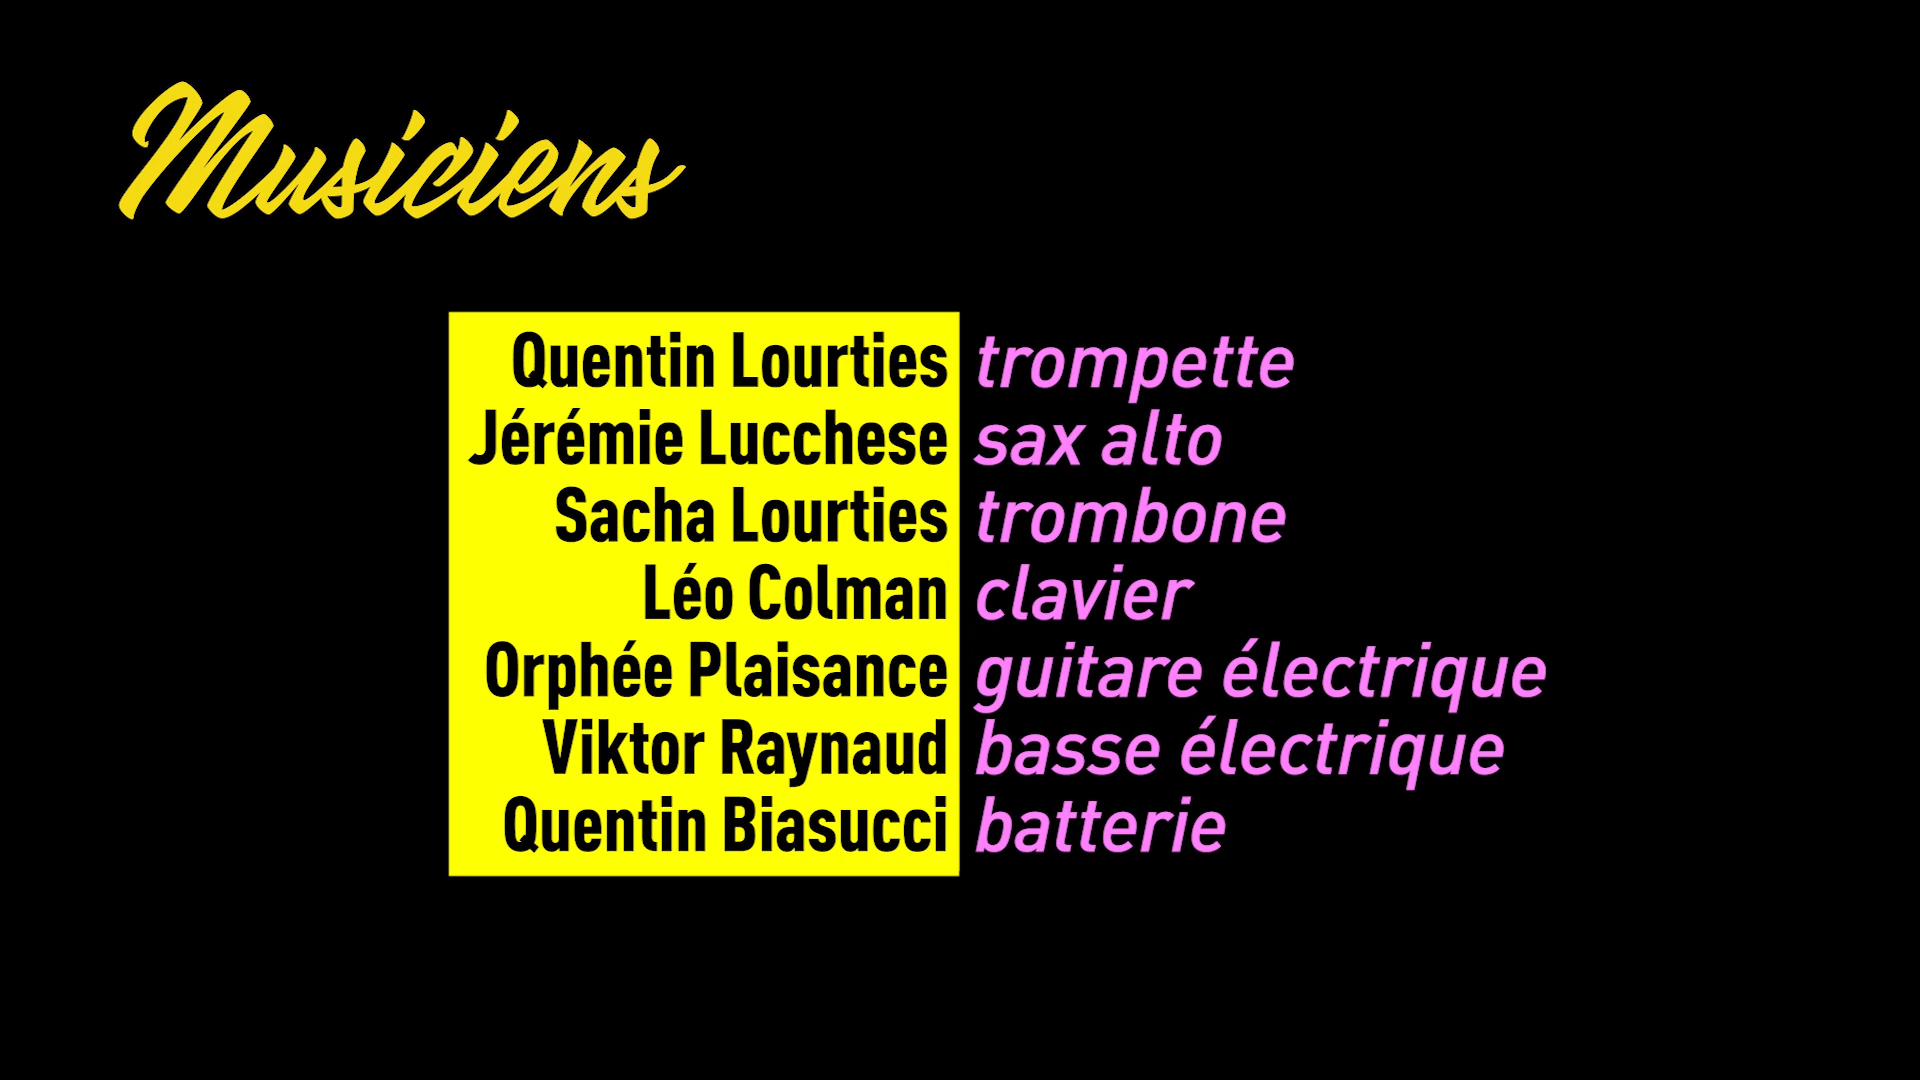 Musiciens
Quentin Lourties trompette
Jérémie Lucchese sax alto
Sacha Lourties trombone
Léo Colman clavier
Orphée Plaisance guitare électrique
Viktor Raynaud basse électrique
Quentin Biasucci batterie